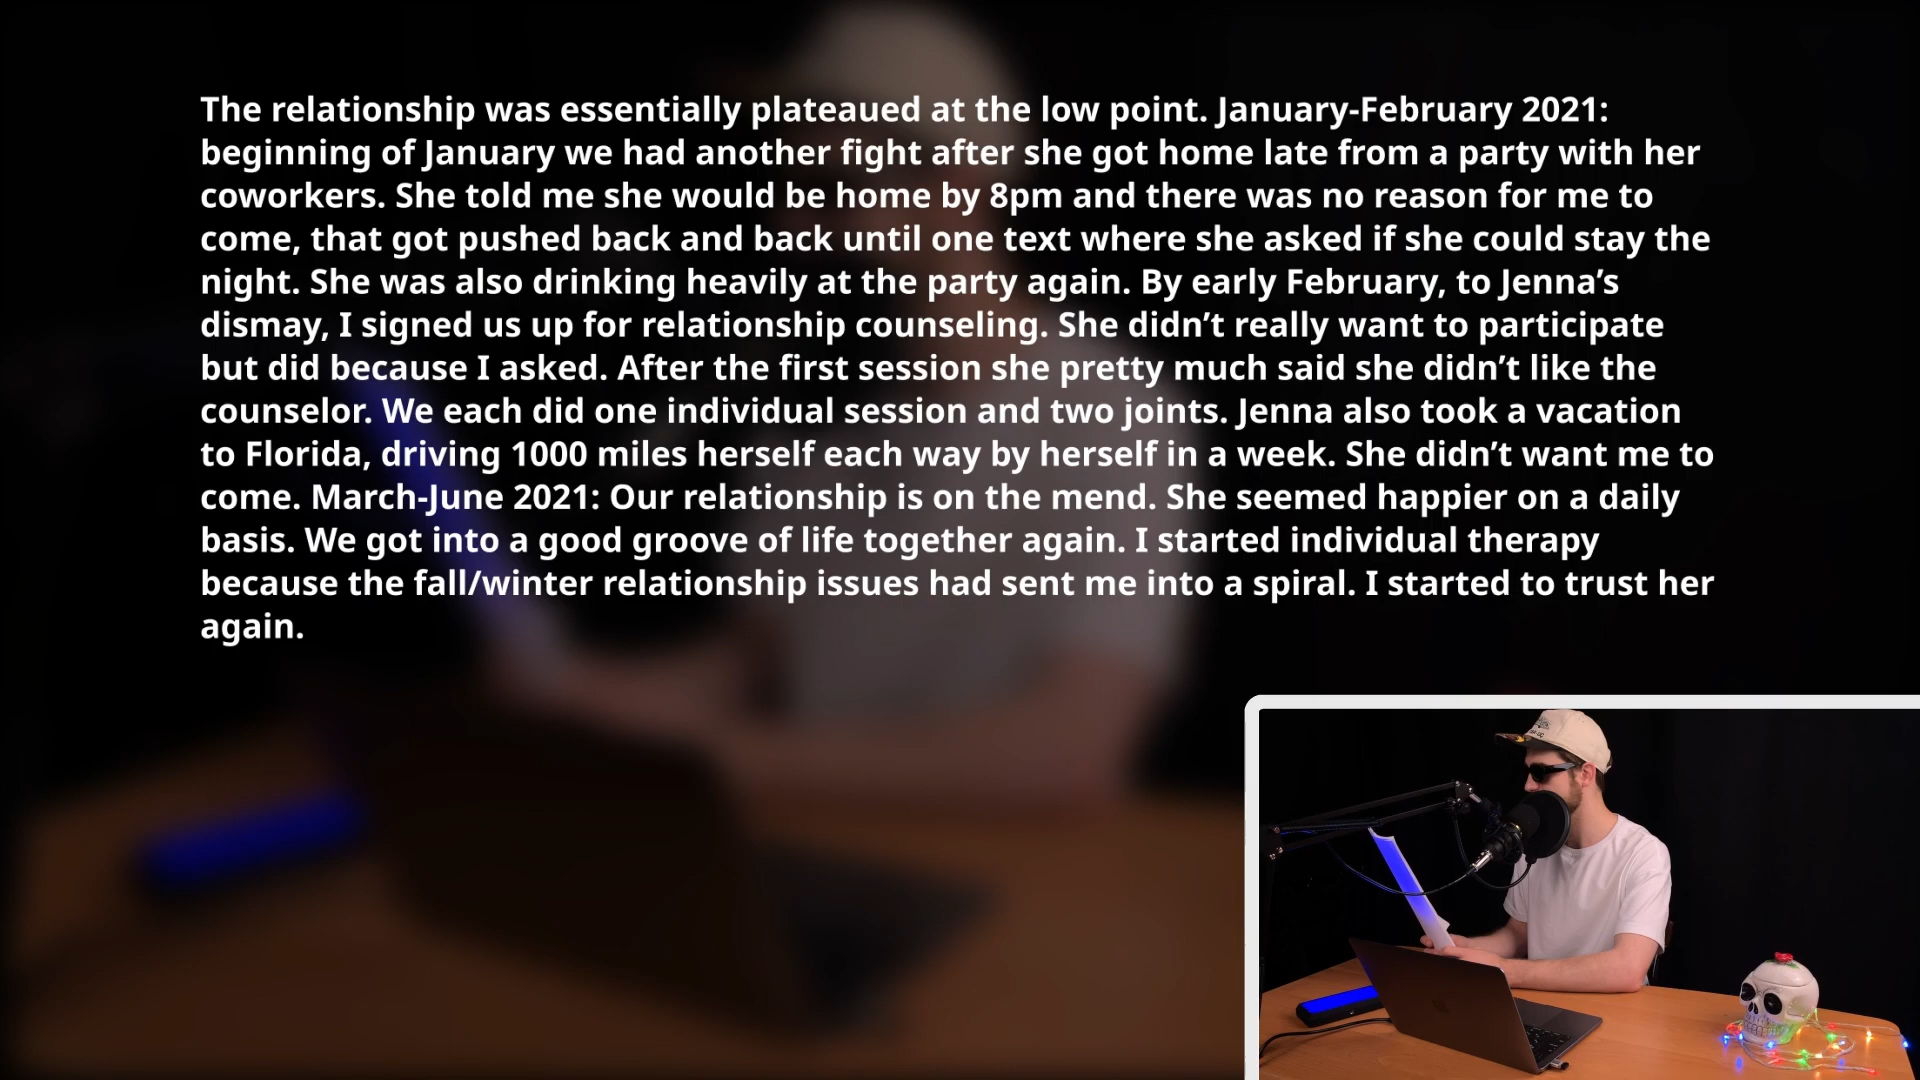 The relationship was essentially plateaued at the low point. January-February 2021:
beginning of January we had another fight after she got home late from a party with her
coworkers. She told me she would be home by 8pm and there was no reason for me to
come, that got pushed back and back until one text where she asked if she could stay the
night. She was also drinking heavily at the party again. By early February, to Jenna’s
dismay, I signed us up for relationship counseling. She didn’t really want to participate
but did because I asked. After the first session she pretty much said she didn’t like the
counselor. We each did one individual session and two joints. Jenna also took a vacation
to Florida, driving 1000 miles herself each way by herself in a week. She didn’t want me to
come. March-June 2021: Our relationship is on the mend. She seemed happier on a daily
basis. We got into a good groove of life together again. I started individual therapy
because the fall/winter relationship issues had sent me into a spiral. I started to trust her
again.